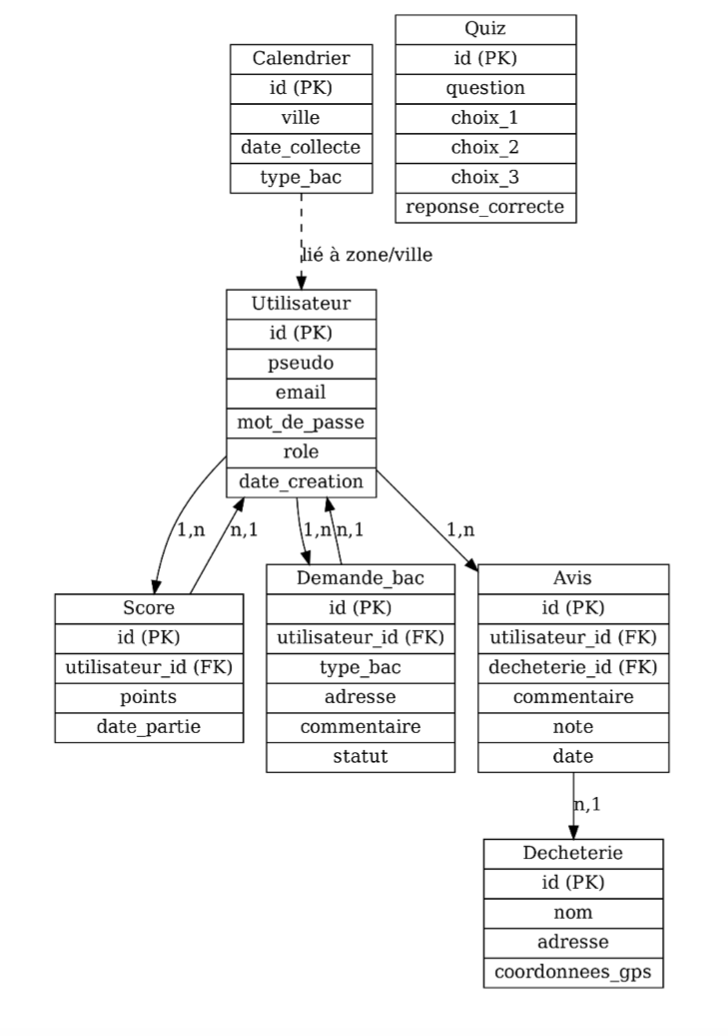 Calendrier
id (PK)
ville
date_collecte
type_bac
Quiz
id (PK)
question
choix_1
choix_2
choix_3
reponse_correcte
lié à zone/ville
Utilisateur
id (PK)
pseudo
email
mot_de_passe
role
date_creation
1,n
n,1
1,n
n,1
1,n
Score
id (PK)
utilisateur_id (FK)
points
date_partie
Demande_bac
id (PK)
utilisateur_id (FK)
type_bac
adresse
commentaire
statut
Avis
id (PK)
utilisateur_id (FK)
decheterie_id (FK)
commentaire
note
date
n,1
Decheterie
id (PK)
nom
adresse
coordonnees_gps